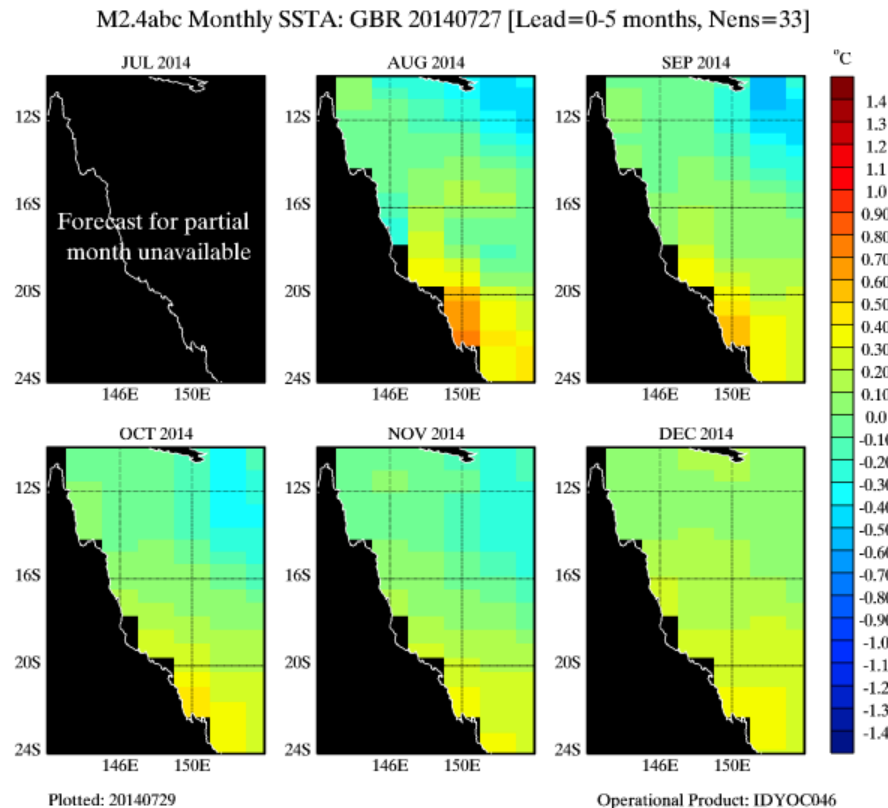 M2.4abc Monthly SSTA: GBR 20140727 [Lead=0-5 months, Nens=33]
JUL 2014
AUG 2014
SEP 2014
°C
12S
16S
20S
24S
146E
150E
Forecast for partial
month unavailable
12S
16S
20S
24S
146E
150E
12S
16S
20S
24S
146E
150E
OCT 2014
NOV 2014
DEC 2014
12S
16S
20S
24S
146E
150E
12S
16S
20S
24S
146E
150E
12S
16S
20S
24S
146E
150E
1.4
1.3
1.2
1.1
1.0
0.90
0.80
0.70
0.60
0.50
0.40
0.30
0.20
0.10
0.0
-0.10
-0.20
-0.30
-0.40
-0.50
-0.60
-0.70
-0.80
-0.90
-1.0
-1.1
-1.2
-1.3
-1.4
Plotted: 20140729
Operational Product: IDYOC046